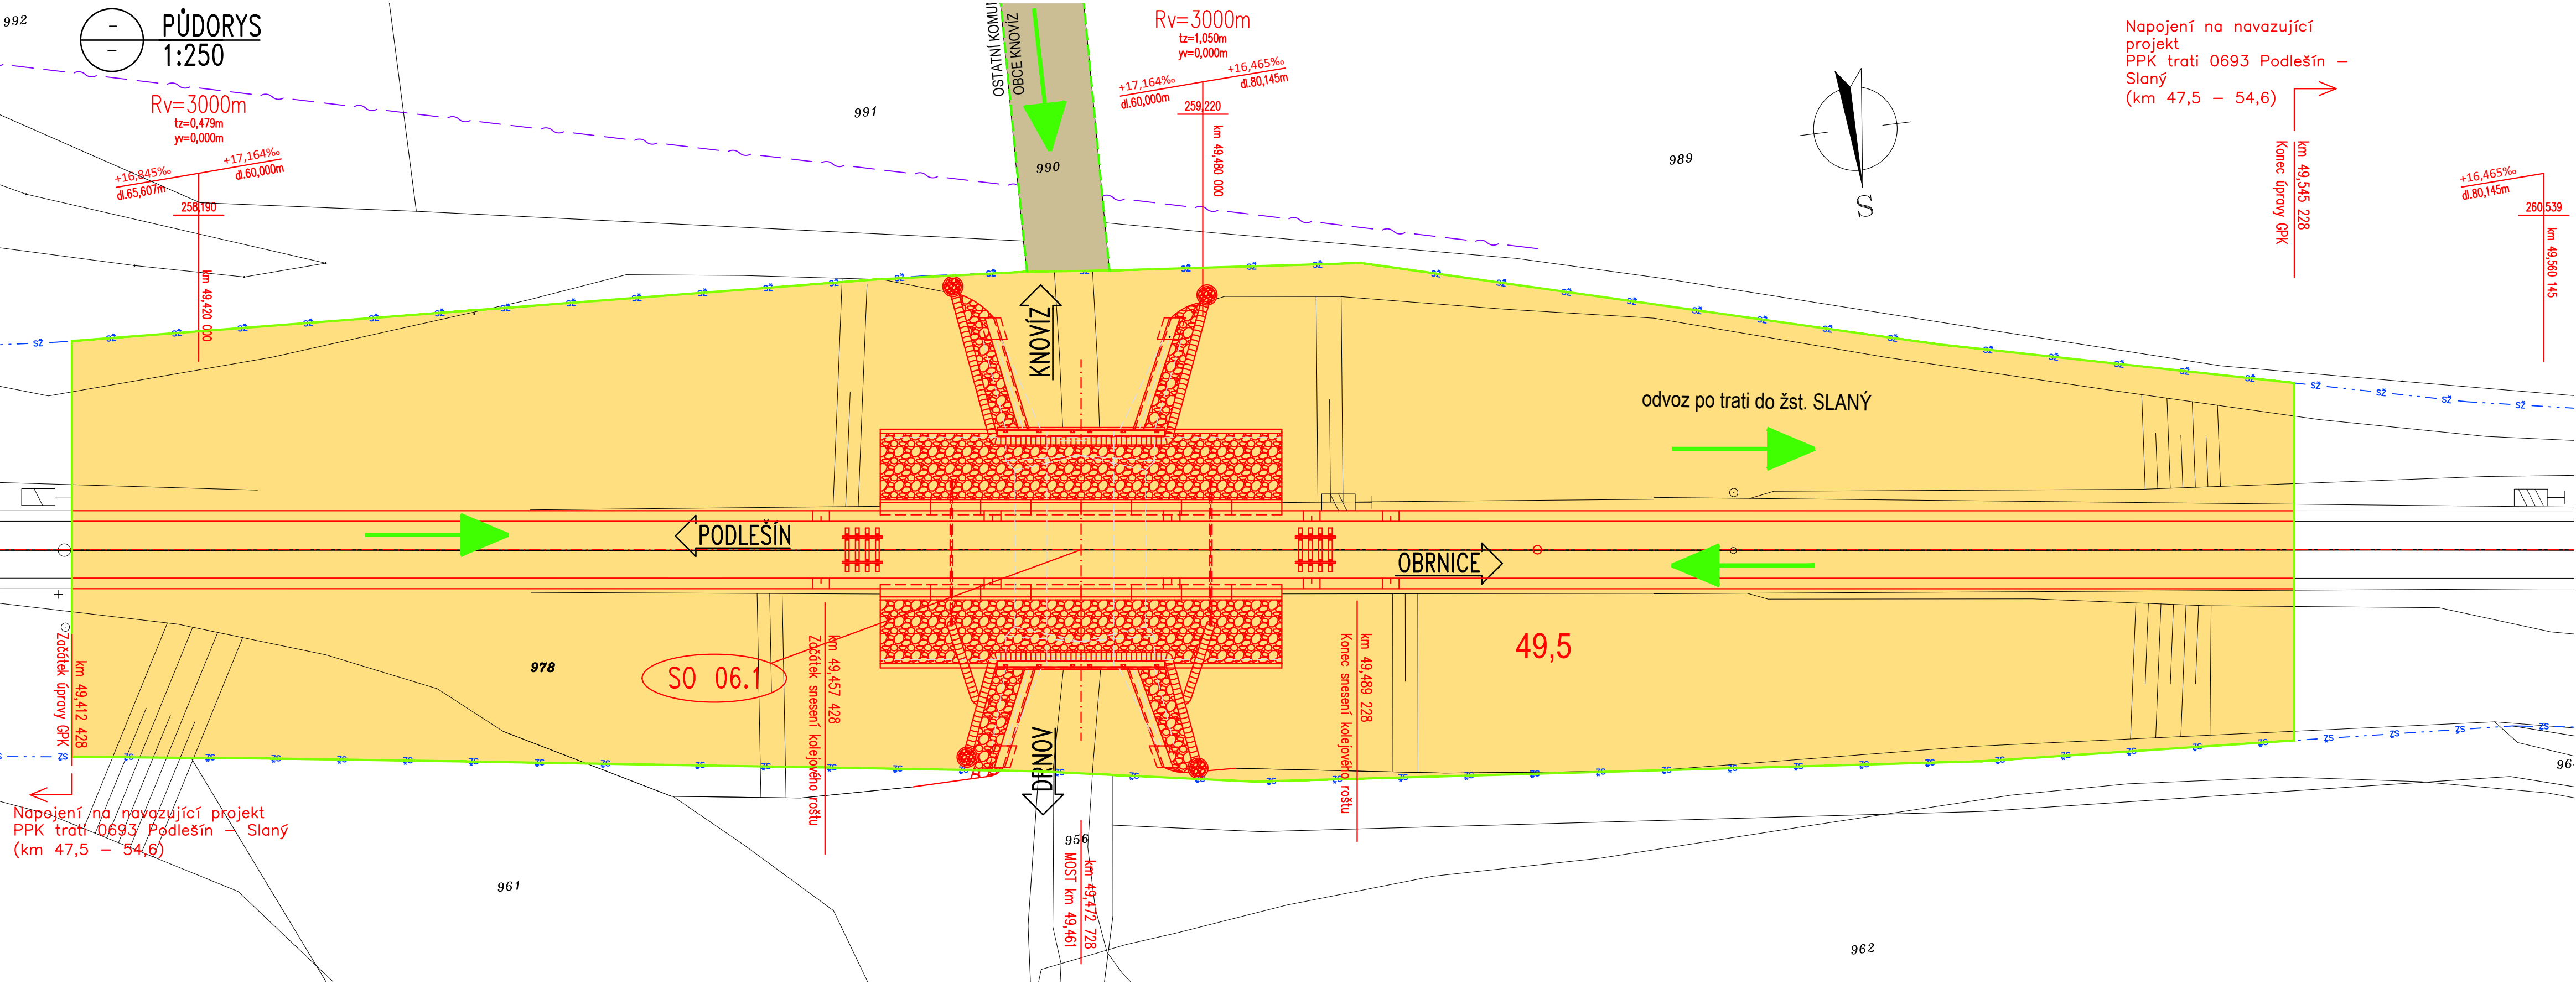 992
-
-
PŮDORYS
1:250
Rv=3000m
tz=0,479m
yv=0,000m
+16,845‰
dl.65,607m
+17,164‰
dl.60,000m
258,190
km 49,420 000
991
OSTATNÍ KOMU
OBCE KNOVÍZ
990
Rv=3000m
tz=1,050m
yv=0,000m
+17,164‰
dl.60,000m
+16,465‰
dl.80,145m
259,220
km 49,480 000
989
S
Napojení na navazující
projekt
PPK trati 0693 Podlešín –
Slaný
(km 47,5 – 54,6)
km 49,545 228
Konec úpravy GPK
+16,465‰
dl.80,145m
260,539
km 49,560 145
SŽ
KNOVÍZ
odvoz po trati do žst. SLANÝ
PODLEŠÍN
OBRNICE
49,5
978
SO 06.1
km 49,412 428
Začátek úpravy GPK
km 49,457 428
Začátek snesení kolejového roštu
km 49,489 228
Konec snesení kolejového roštu
DRNOV
Napojení na navazující projekt
PPK trati 0693 Podlešín – Slaný
(km 47,5 – 54,6)
956
km 49,472 728
MOST km 49,461
961
962
96